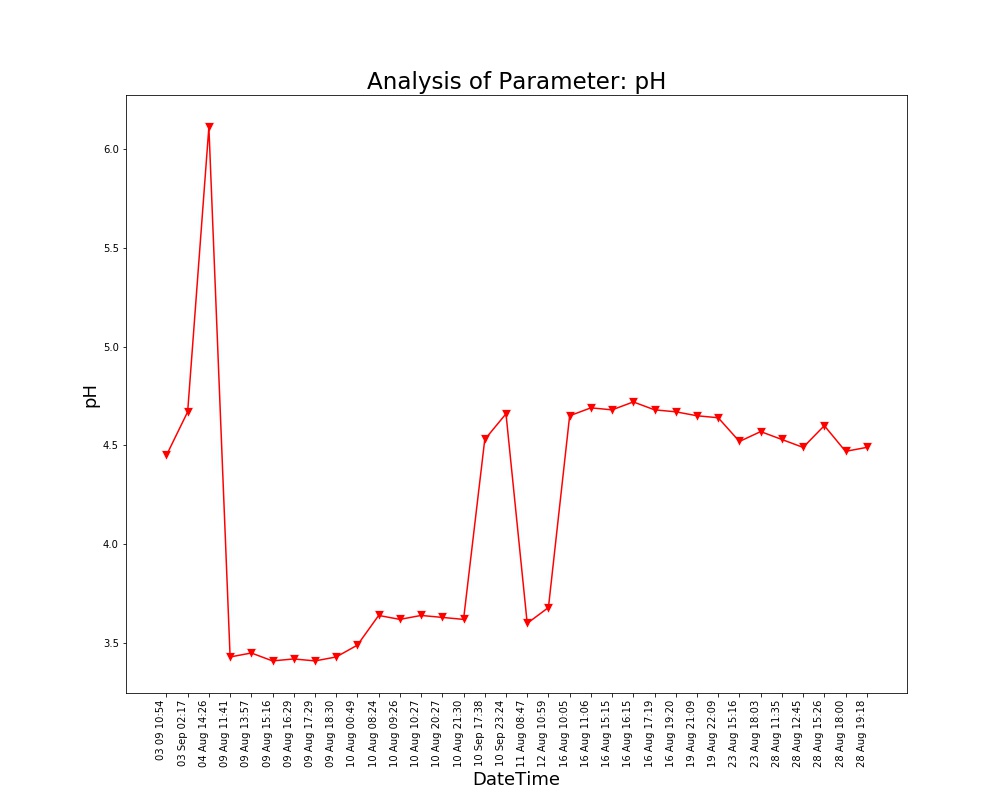 Analysis of Parameter: pH
6.0
5.5
5.0
4.5
4.0
3.5
pH
03 09 10:54
03 Sep 02:17
04 Aug 14:26
09 Aug 11:41
09 Aug 13:57
09 Aug 15:16
09 Aug 16:29
09 Aug 17:29
09 Aug 18:30
10 Aug 00:49
10 Aug 08:24
10 Aug 09:26
10 Aug 10:27
10 Aug 20:27
10 Aug 21:30
10 Sep 17:38
10 Sep 23:24
11 Aug 08:47
12 Aug 10:59
16 Aug 10:05
16 Aug 11:06
16 Aug 15:15
16 Aug 16:15
16 Aug 17:19
16 Aug 19:20
19 Aug 21:09
19 Aug 22:09
23 Aug 15:16
23 Aug 18:03
28 Aug 11:35
28 Aug 12:45
28 Aug 15:26
28 Aug 18:00
28 Aug 19:18
DateTime